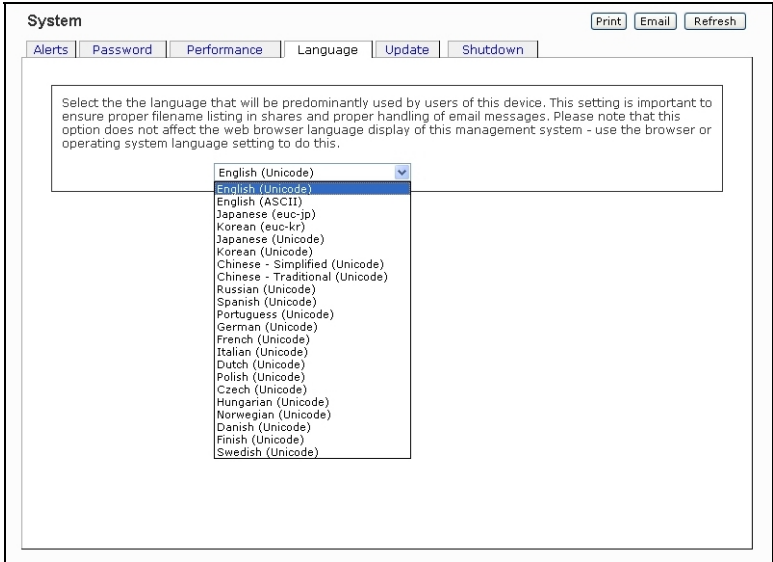 System
Print Email Refresh
Alerts Password Performance Language Update Shutdown
Select the the language that will be predominantly used by users of this device. This setting is important to
ensure proper filename listing in shares and proper handling of email messages. Please note that this
option does not affect the web browser language display of this management system - use the browser or
operating system language setting to do this.
English (Unicode)
English (Unicode)
English (ASCII)
Japanese (euc-jp)
Korean (euc-kr)
Japanese (Unicode)
Korean (Unicode)
Chinese - Simplified (Unicode)
Chinese - Traditional (Unicode)
Russian (Unicode)
Spanish (Unicode)
Portuguess (Unicode)
German (Unicode)
French (Unicode)
Italian (Unicode)
Dutch (Unicode)
Polish (Unicode)
Czech (Unicode)
Hungarian (Unicode)
Norwegian (Unicode)
Danish (Unicode)
Finish (Unicode)
Swedish (Unicode)